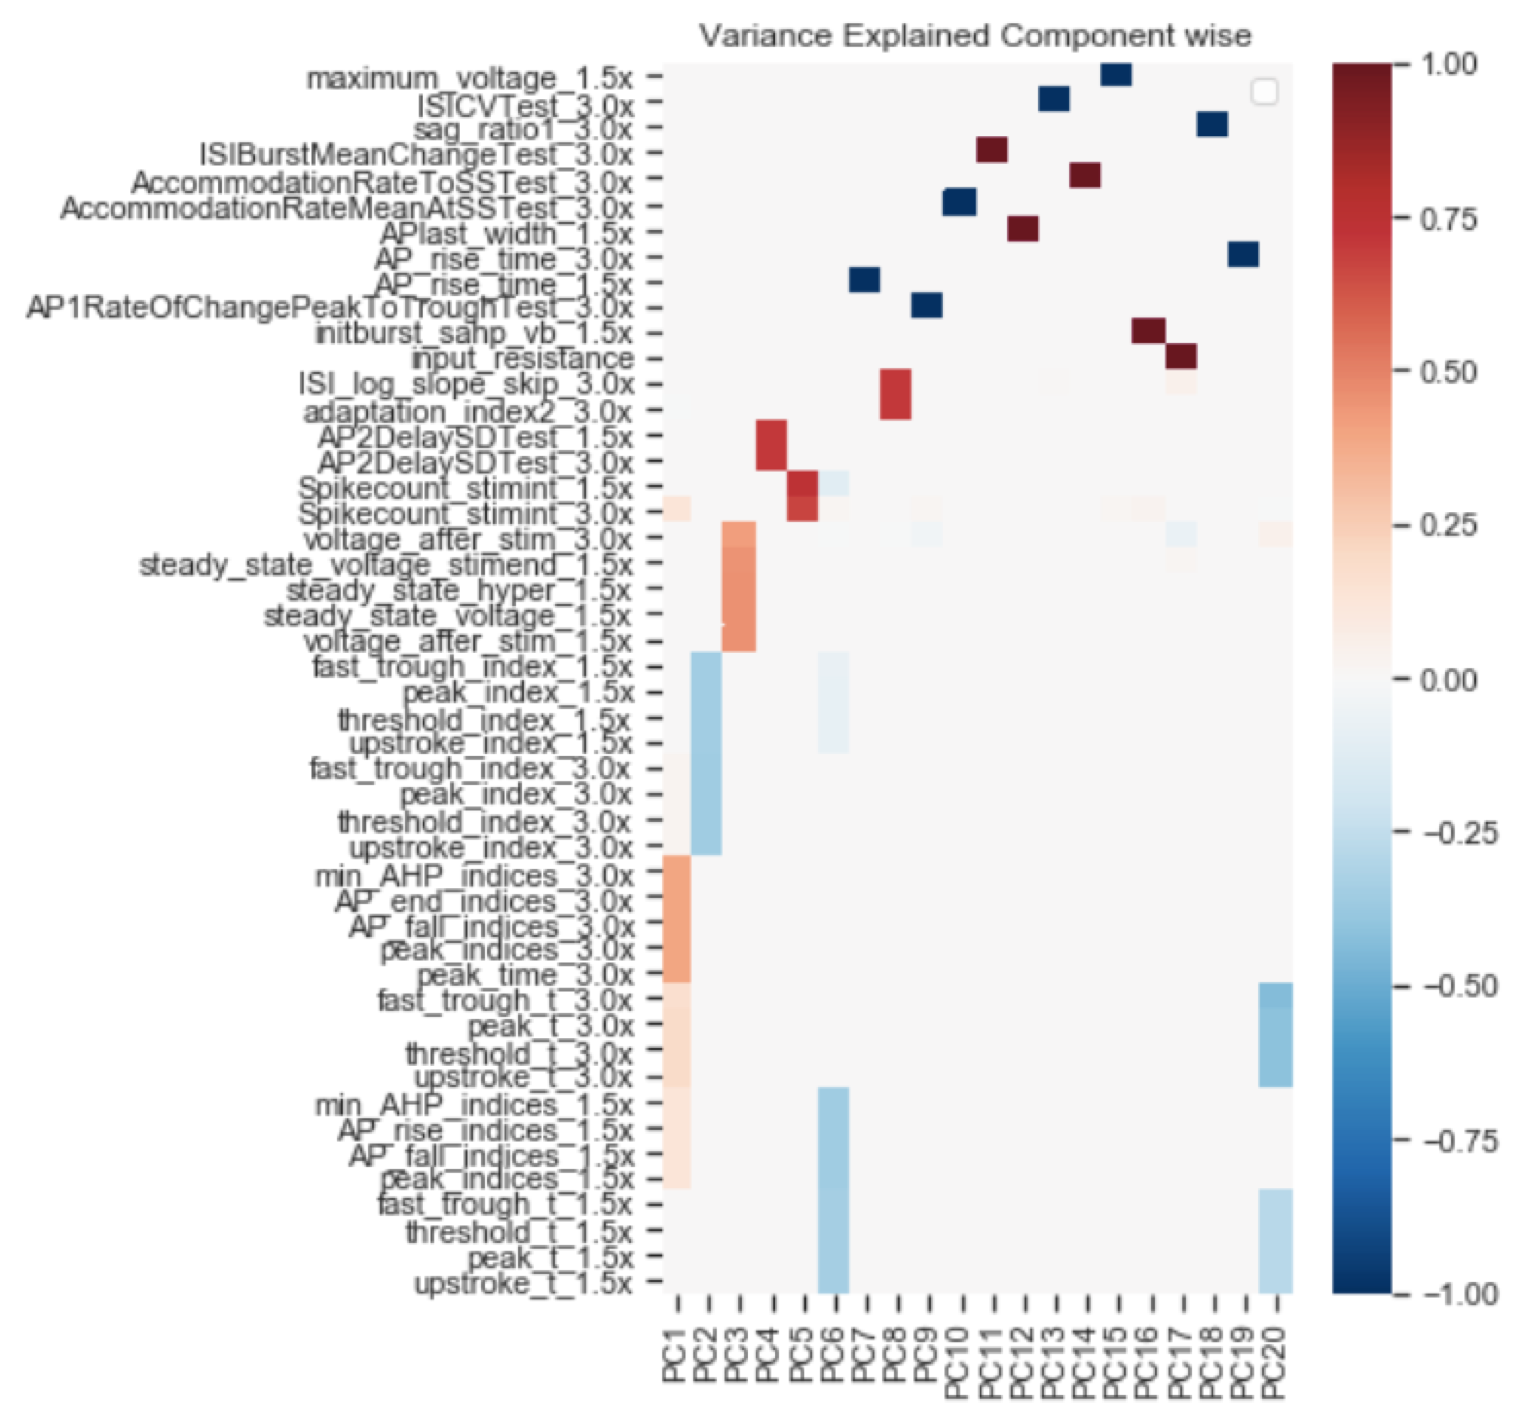 Variance Explained Component wise
maximum_voltage_1.5x
ISICVTest_3.0x
sag_ratio1_3.0x
ISIBurstMeanChangeTest_3.0x
AccommodationRateToSSTest_3.0x
AccommodationRateMeanAtSSTest_3.0x
APlast_width_1.5x
AP_rise_time_3.0x
AP_rise_time_1.5x
AP1RateOfChangePeakToTroughTest_3.0x
initburst_sahp_vb_1.5x
input_resistance
ISI_log_slope_skip_3.0x
adaptation_index2_3.0x
AP2DelaySDTest_1.5x
AP2DelaySDTest_3.0x
Spikecount_stimint_1.5x
Spikecount_stimint_3.0x
voltage_after_stim_3.0x
steady_state_voltage_stimend_1.5x
steady_state_hyper_1.5x
steady_state_voltage_1.5x
voltage_after_stim_1.5x
fast_trough_index_1.5x
peak_index_1.5x
threshold_index_1.5x
upstroke_index_1.5x
fast_trough_index_3.0x
peak_index_3.0x
threshold_index_3.0x
upstroke_index_3.0x
min_AHP_indices_3.0x
AP_end_indices_3.0x
AP_fall_indices_3.0x
peak_indices_3.0x
peak_time_3.0x
fast_trough_t_3.0x
peak_t_3.0x
threshold_t_3.0x
upstroke_t_3.0x
min_AHP_indices_1.5x
AP_rise_indices_1.5x
AP_fall_indices_1.5x
peak_indices_1.5x
fast_trough_t_1.5x
threshold_t_1.5x
peak_t_1.5x
upstroke_t_1.5x
PC1
PC2
PC3
PC4
PC5
PC6
PC7
PC8
PC9
PC10
PC11
PC12
PC13
PC14
PC15
PC16
PC17
PC18
PC19
PC20
1.00
0.75
0.50
0.25
0.00
−0.25
−0.50
−0.75
−1.00